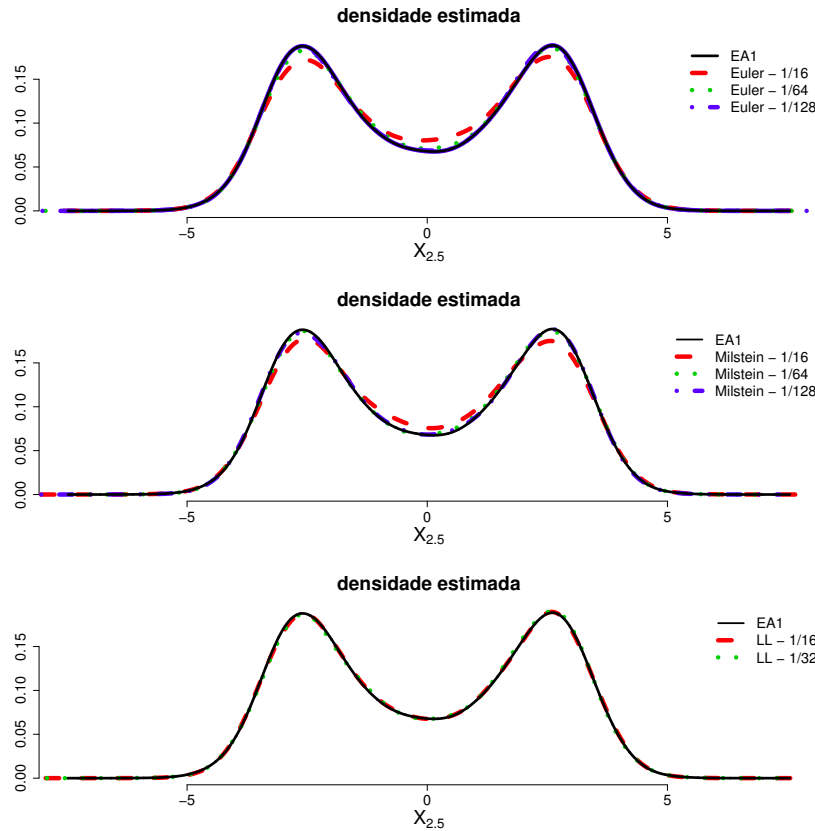 densidade estimada
EA1
Euler − 1/16
Euler − 1/64
Euler − 1/128
0.00
0.05
0.10
0.15
−5
0
5
X2.5
densidade estimada
EA1
Milstein − 1/16
Milstein − 1/64
Milstein − 1/128
0.00
0.05
0.10
0.15
−5
0
5
X2.5
densidade estimada
EA1
LL − 1/16
LL − 1/32
0.00
0.05
0.10
0.15
−5
0
5
X2.5